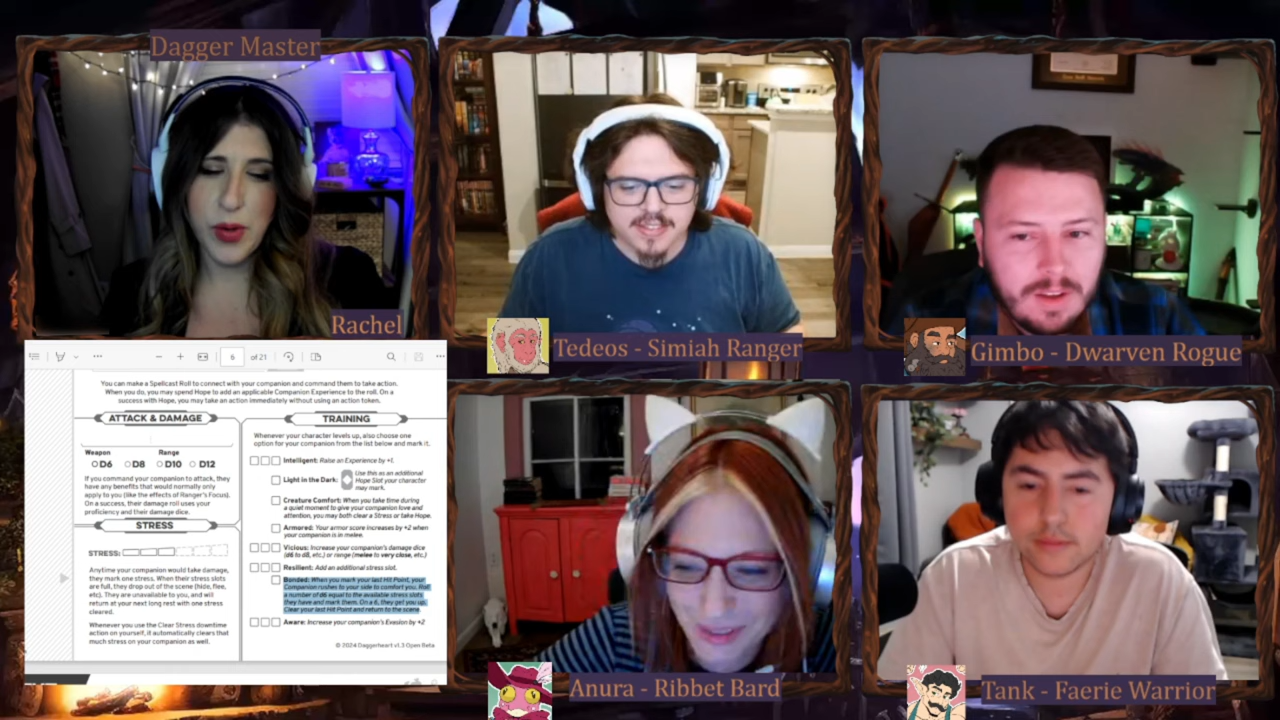 Dagger Master
Rachel
Tedeos - Simiah Ranger
Gimbo - Dwarven Rogue
6 of 21
You can make a Spellcast Roll to connect with your companion and command them to take action.
When you do, you may spend Hope to add an applicable Companion Experience to the roll. On a
success with Hope, you may take an action immediately without using an action token.
ATTACK & DAMAGE
Weapon Range
D6 D8 D10 D12
If you command your companion to attack, they
have any benefits that would normally only
apply to you (like the effects of Ranger's Focus).
On a success, their damage roll uses your
proficiency and their damage dice.
STRESS
STRESS:
Anytime your companion would take damage,
they mark one stress. When their stress slots
are full, they drop out of the scene (hide, flee,
etc). They are unavailable to you, and will
return at your next long rest with one stress
cleared.
Whenever you use the Clear Stress downtime
action on yourself, it automatically clears that
much stress on your companion as well.
TRAINING
Whenever your character levels up, also choose one
option for your companion from the list below and mark it.
Intelligent: Raise an Experience by +1.
Light in the Dark: Use this as an additional
Hope Slot your character
may mark.
Creature Comfort: When you take time during
a quiet moment to give your companion love and
attention, you may both clear a Stress or take Hope.
Armored: Your armor score increases by +2 when
your companion is in melee.
Vicious: Increase your companion's damage dice
(d6 to d8, etc.) or range (melee to very close, etc.)
Resilient: Add an additional stress slot.
Bonded: When you mark your last Hit Point, your
Companion rushes to your side to comfort you. Roll
a number of d6 equal to the available stress slots
they have and mark them. On a 6, they get you up.
Clear your last Hit Point and return to the scene.
Aware: Increase your companion's Evasion by +2
© 2024 Daggerheart v1.3 Open Beta
Anura - Ribbet Bard
Tank - Faerie Warrior